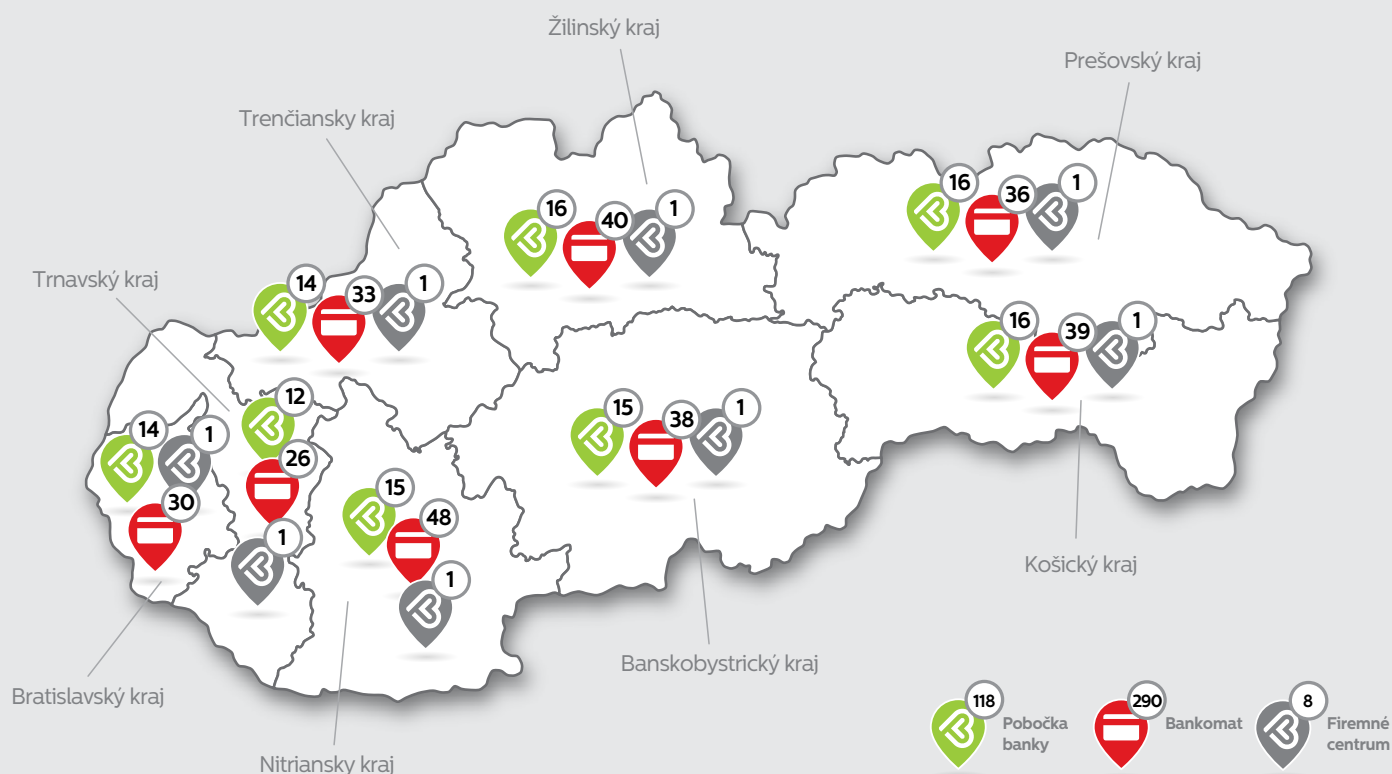 Žilinský kraj
Prešovský kraj
Trenčiansky kraj
16 36 1
16 40 1
Trnavský kraj
14 33 1
16 39 1
12
15 38 1
14 1
26
30
15 48
1
1
Košický kraj
Banskobystrický kraj
Bratislavský kraj
118 290 8
Pobočka Bankomat Firemné
banky centrum
Nitriansky kraj